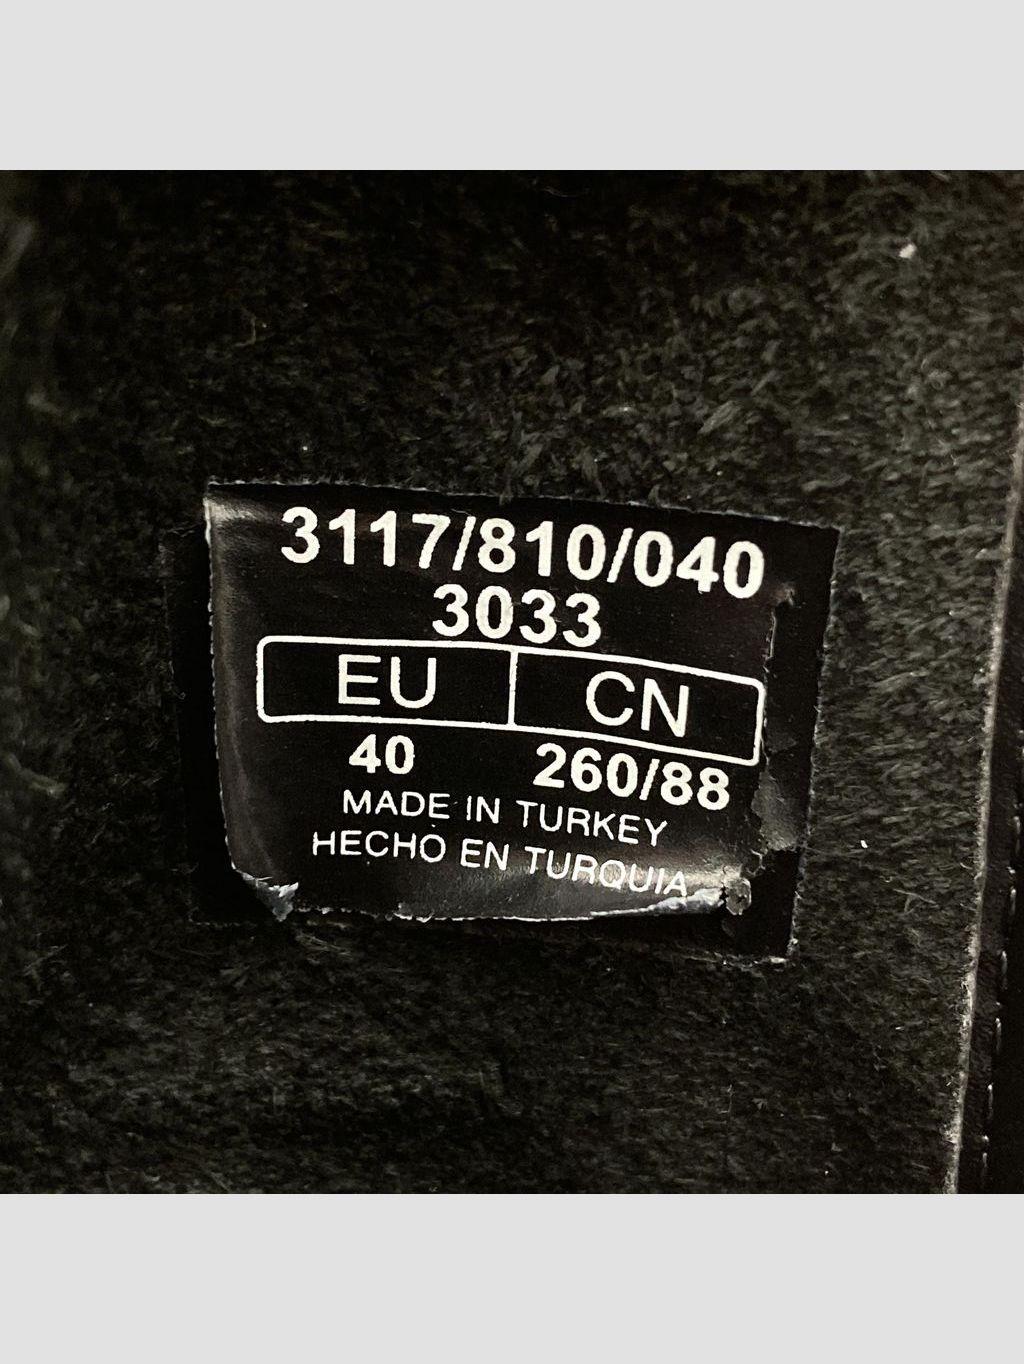 3117/810/040
3033
EU CN
40 260/88
MADE IN TURKEY
HECHO EN TURQUIA